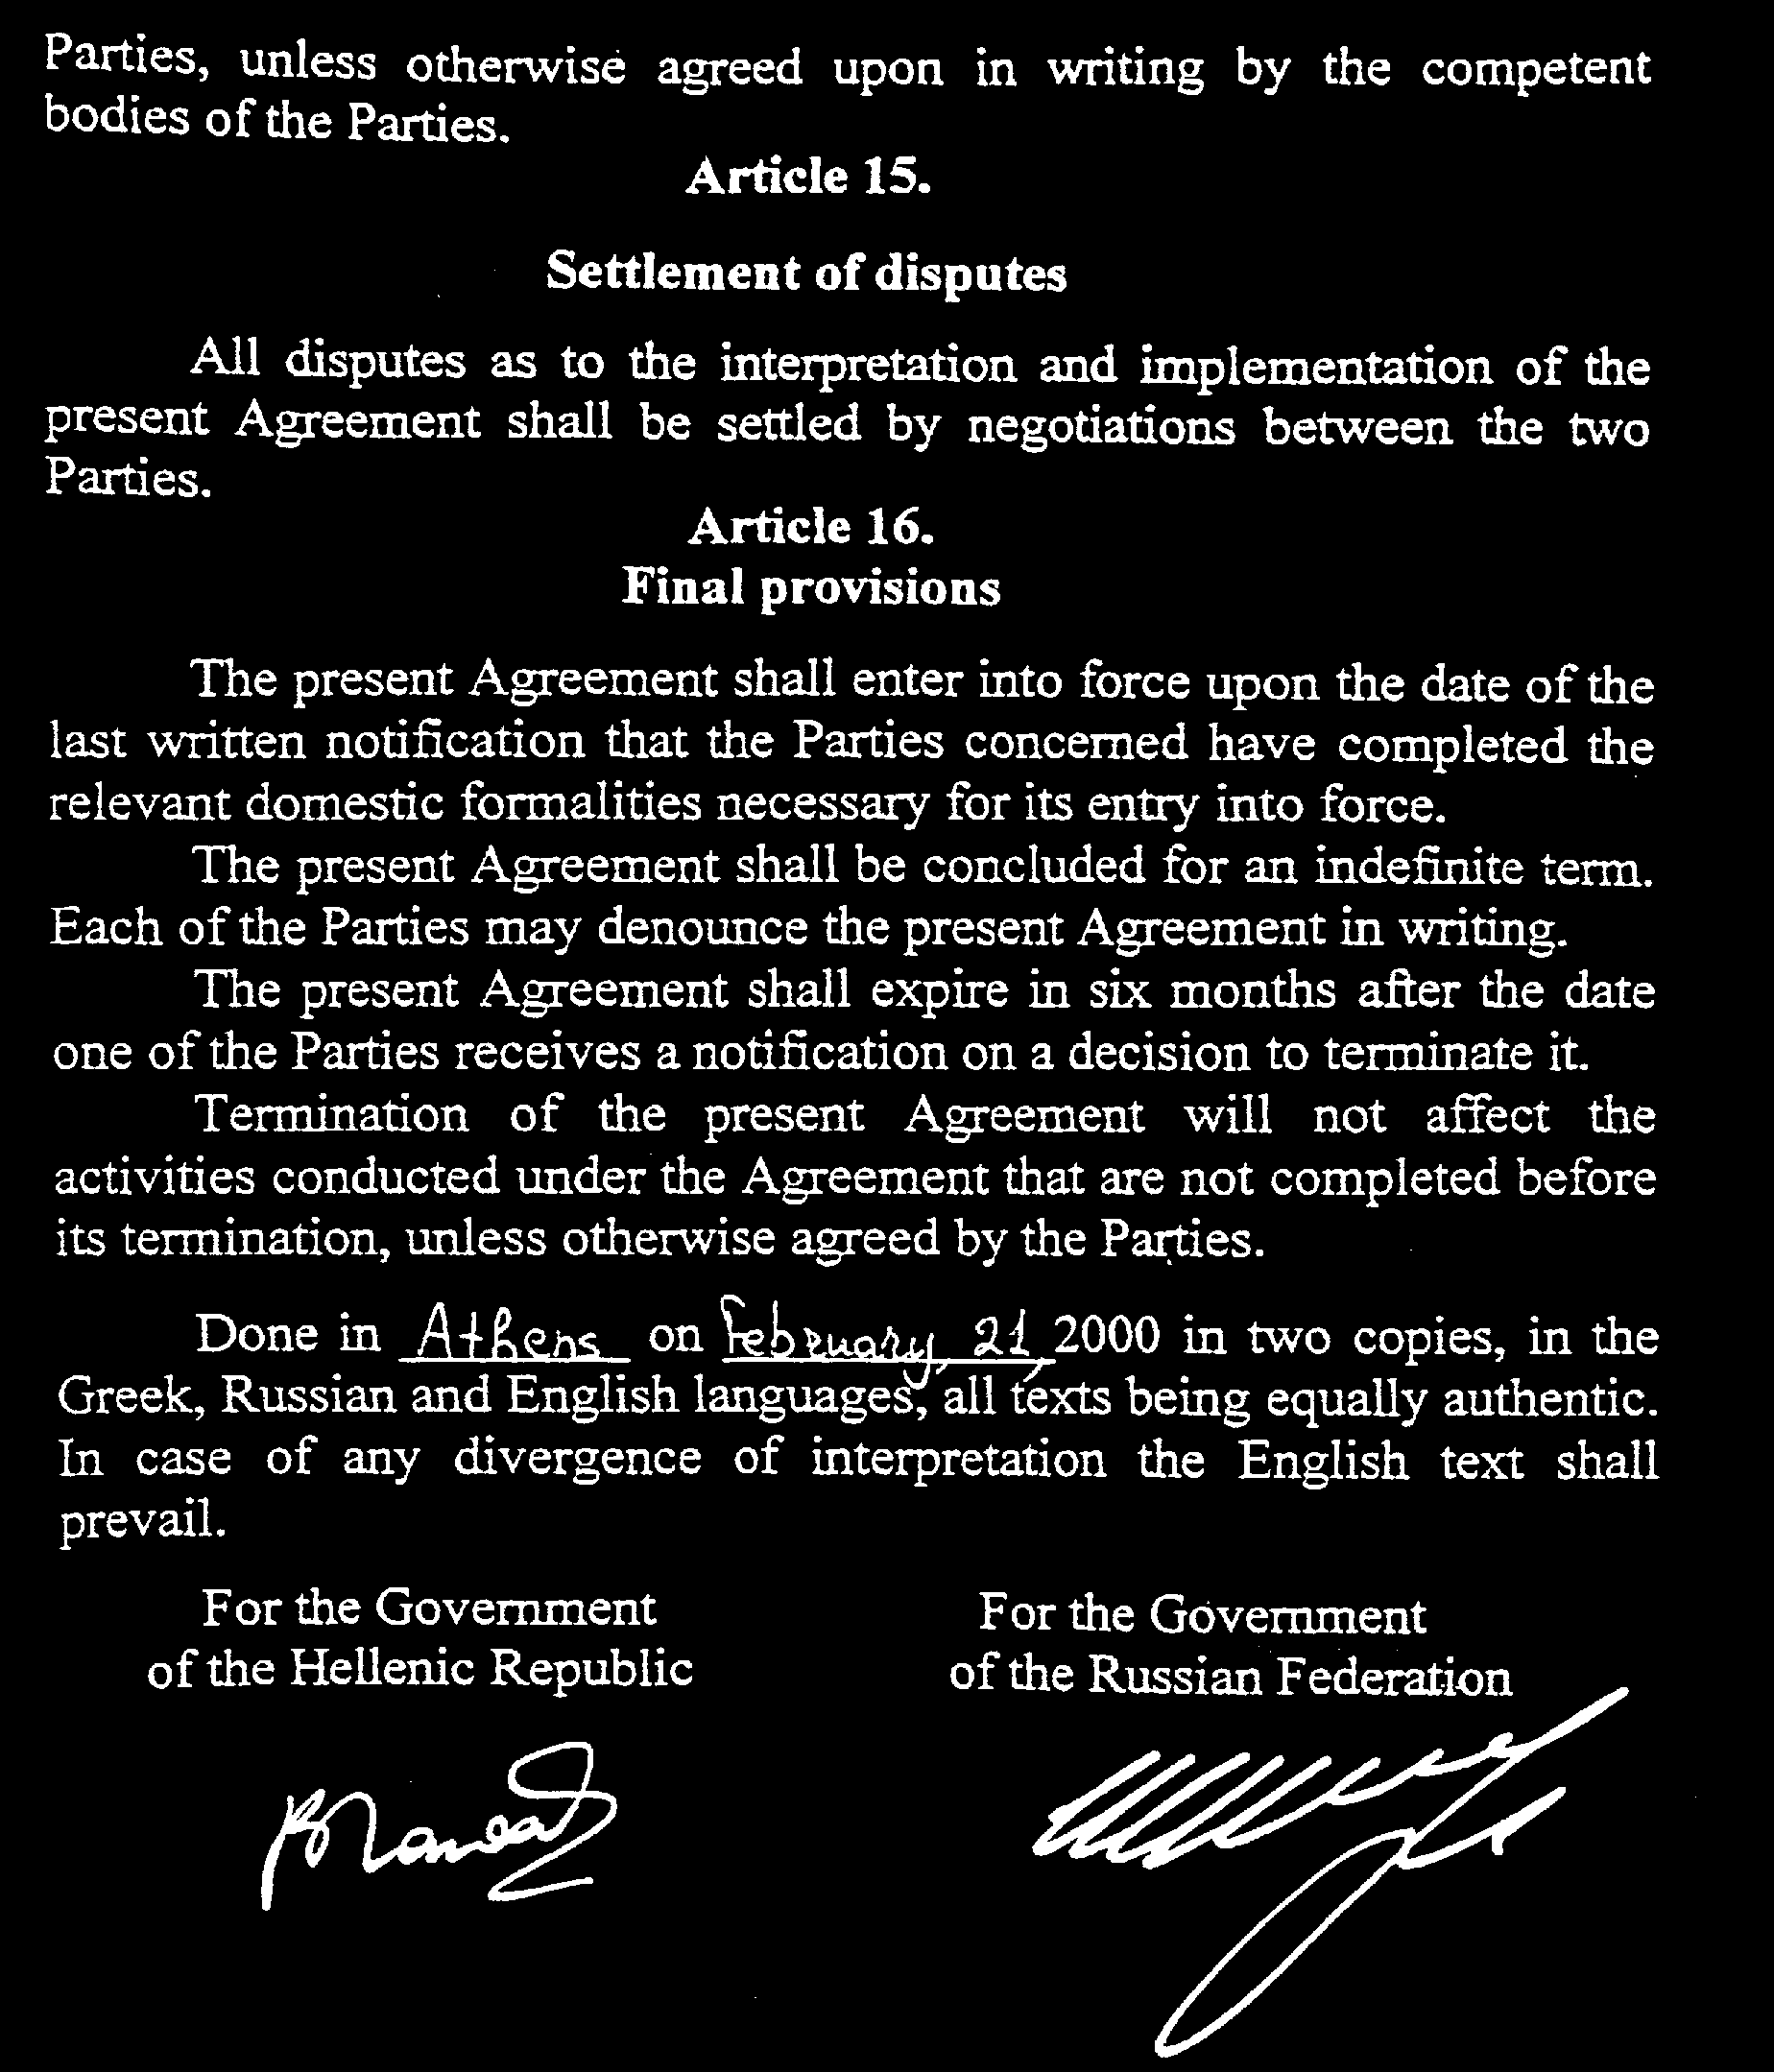 Parties, unless otherwise agreed upon in writing by the competent
bodies of the Parties.
Article 15.
Settlement of disputes
All disputes as to the interpretation and implementation of the
present Agreement shall be settled by negotiations between the two
Parties.
Article 16.
Final provisions
The present Agreement shall enter into force upon the date of the
last written notification that the Parties concerned have completed the
relevant domestic formalities necessary for its entry into force.
The present Agreement shall be concluded for an indefinite term.
Each of the Parties may denounce the present Agreement in writing.
The present Agreement shall expire in six months after the date
one of the Parties receives a notification on a decision to terminate it.
Termination of the present Agreement will not affect the
activities conducted under the Agreement that are not completed before
its termination, unless otherwise agreed by the Parties.
Done in Athens on February, 21, 2000 in two copies, in the
Greek, Russian and English languages, all texts being equally authentic.
In case of any divergence of interpretation the English text shall
prevail.
For the Government For the Government
of the Hellenic Republic of the Russian Federation